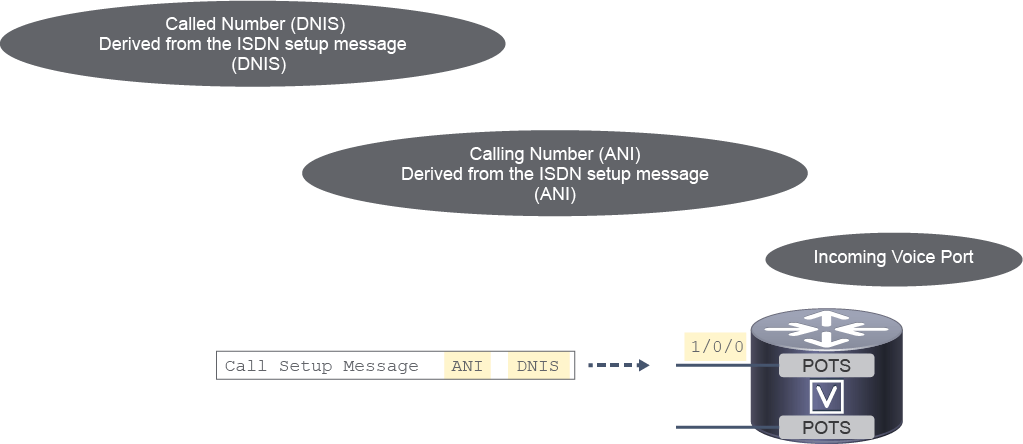 Called Number (DNIS)
Derived from the ISDN setup message
(DNIS)
Calling Number (ANI)
Derived from the ISDN setup message
(ANI)
Incoming Voice Port
1/0/0
Call Setup Message ANI DNIS
POTS
V
POTS